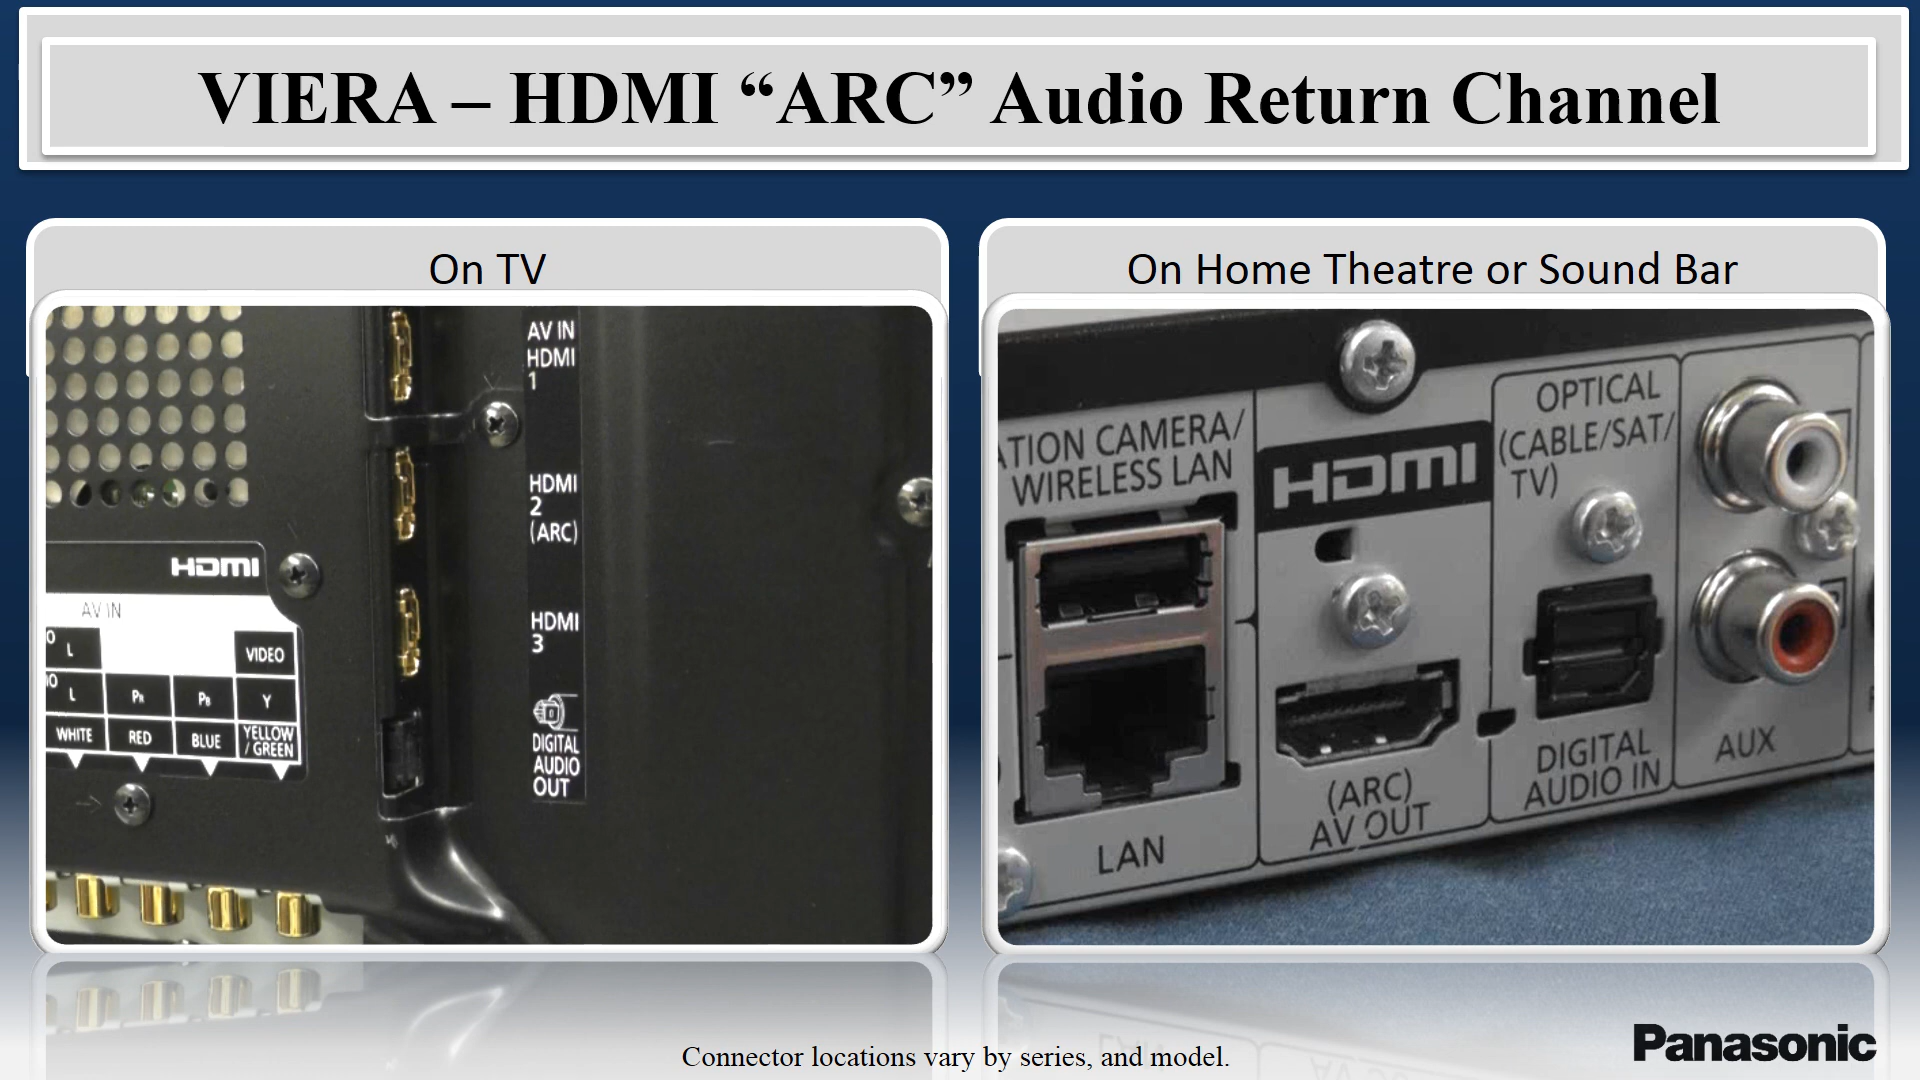 VIERA – HDMI “ARC” Audio Return Channel
On TV
AV IN
HDMI
1
HDMI
2
(ARC)
HDMI
3
DIGITAL
AUDIO
OUT
HDMI
AV IN
L
VIDEO
L
PR
PB
Y
WHITE
RED
BLUE
YELLOW
/ GREEN
On Home Theatre or Sound Bar
CAMERA/
WIRELESS LAN
LAN
HDMI
(ARC)
AV OUT
OPTICAL
(CABLE/SAT/
TV)
DIGITAL
AUDIO IN
AUX
Connector locations vary by series, and model.
Panasonic